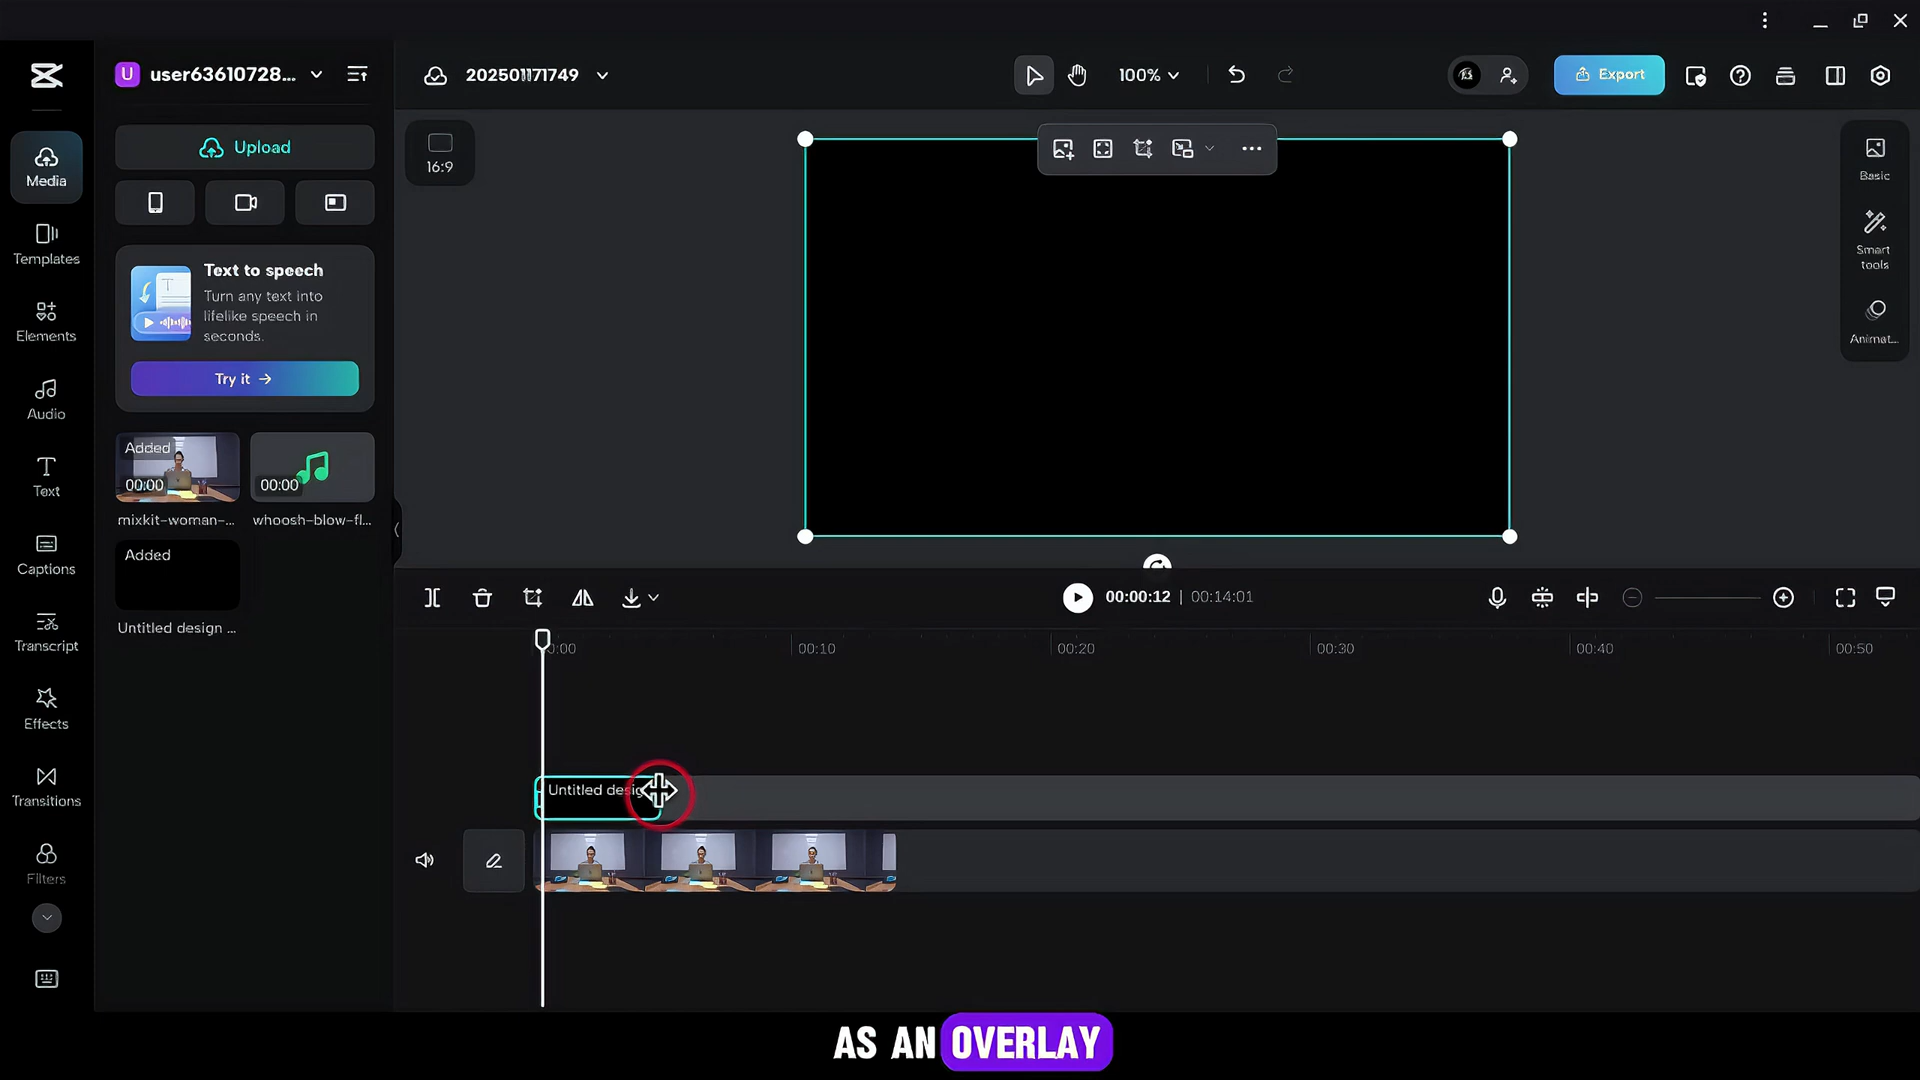 U user63610728...
202501171749
100%
Export
Media
Templates
Elements
Audio
Text
Captions
Transcript
Effects
Transitions
Filters
Upload
Text to speech
Turn any text into
lifelike speech in
seconds.
Try it →
Added
00:00
mixkit-woman-...
00:00
whoosh-blow-fl...
Added
Untitled design ...
16:9
Basic
Smart
tools
Animat...
00:00:12 | 00:14:01
:00
00:10
00:20
00:30
00:40
00:50
Untitled desig
AS AN OVERLAY